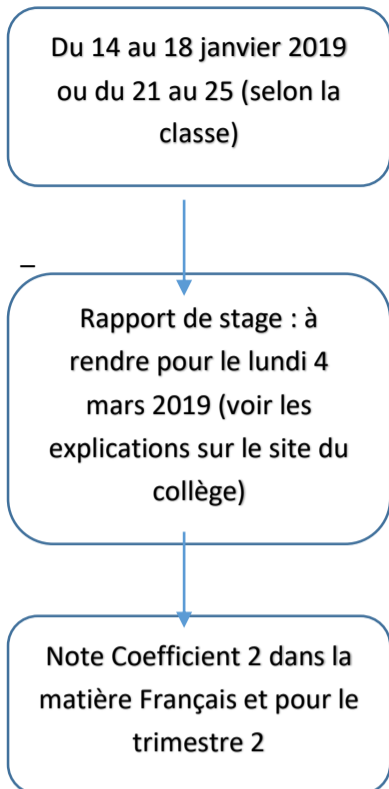 Du 14 au 18 janvier 2019
ou du 21 au 25 (selon la
classe)
_
Rapport de stage : à
rendre pour le lundi 4
mars 2019 (voir les
explications sur le site du
collège)
Note Coefficient 2 dans la
matière Français et pour le
trimestre 2